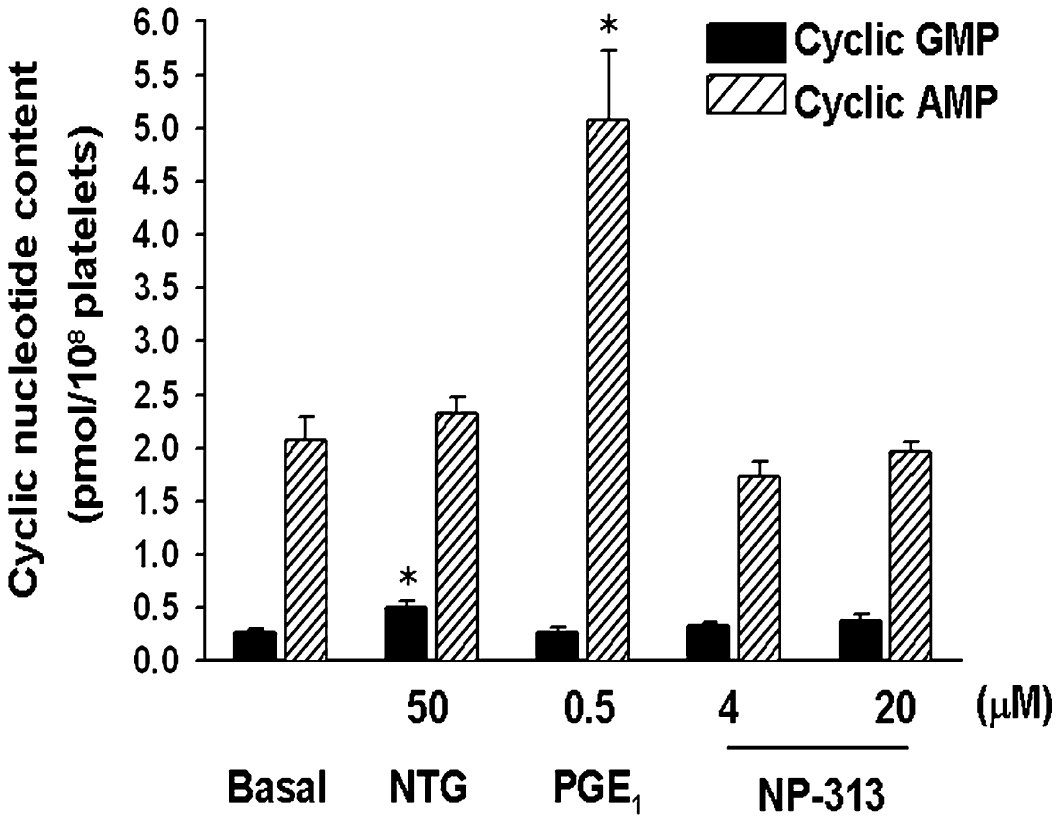 Cyclic nucleotide content
(pmol/10⁸ platelets)
6.0
5.5
5.0
4.5
4.0
3.5
3.0
2.5
2.0
1.5
1.0
0.5
0.0
*
*
Cyclic GMP
Cyclic AMP
50 0.5 4 20 (μM)
Basal NTG PGE₁ NP-313